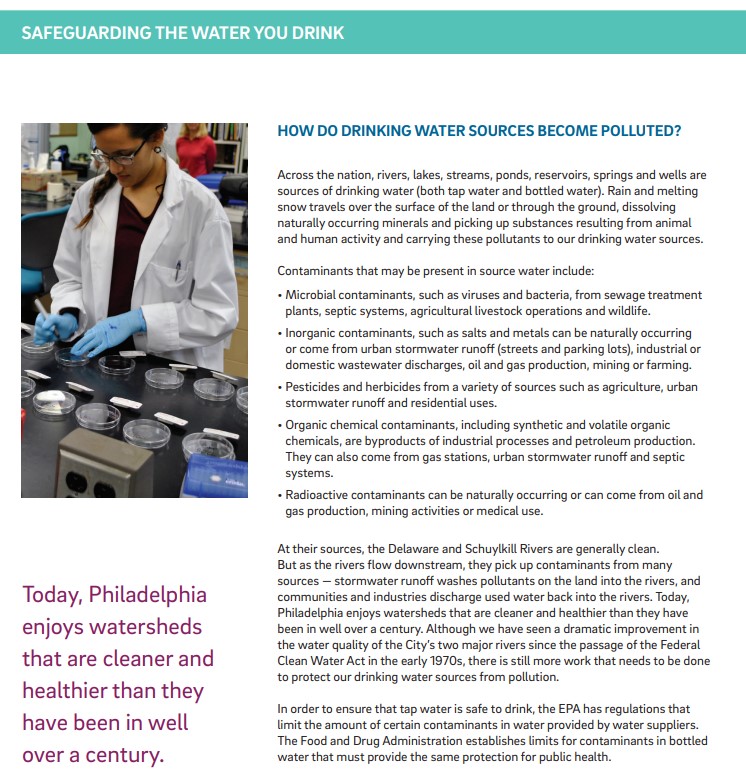 SAFEGUARDING THE WATER YOU DRINK
HOW DO DRINKING WATER SOURCES BECOME POLLUTED?
Across the nation, rivers, lakes, streams, ponds, reservoirs, springs and wells are
sources of drinking water (both tap water and bottled water). Rain and melting
snow travels over the surface of the land or through the ground, dissolving
naturally occurring minerals and picking up substances resulting from animal
and human activity and carrying these pollutants to our drinking water sources.
Contaminants that may be present in source water include:
• Microbial contaminants, such as viruses and bacteria, from sewage treatment
plants, septic systems, agricultural livestock operations and wildlife.
• Inorganic contaminants, such as salts and metals can be naturally occurring
or come from urban stormwater runoff (streets and parking lots), industrial or
domestic wastewater discharges, oil and gas production, mining or farming.
• Pesticides and herbicides from a variety of sources such as agriculture, urban
stormwater runoff and residential uses.
• Organic chemical contaminants, including synthetic and volatile organic
chemicals, are byproducts of industrial processes and petroleum production.
They can also come from gas stations, urban stormwater runoff and septic
systems.
• Radioactive contaminants can be naturally occurring or can come from oil and
gas production, mining activities or medical use.
At their sources, the Delaware and Schuylkill Rivers are generally clean.
But as the rivers flow downstream, they pick up contaminants from many
sources — stormwater runoff washes pollutants on the land into the rivers, and
communities and industries discharge used water back into the rivers. Today,
Philadelphia enjoys watersheds that are cleaner and healthier than they have
been in well over a century. Although we have seen a dramatic improvement in
the water quality of the City's two major rivers since the passage of the Federal
Clean Water Act in the early 1970s, there is still more work that needs to be done
to protect our drinking water sources from pollution.
In order to ensure that tap water is safe to drink, the EPA has regulations that
limit the amount of certain contaminants in water provided by water suppliers.
The Food and Drug Administration establishes limits for contaminants in bottled
water that must provide the same protection for public health.
Today, Philadelphia
enjoys watersheds
that are cleaner and
healthier than they
have been in well
over a century.